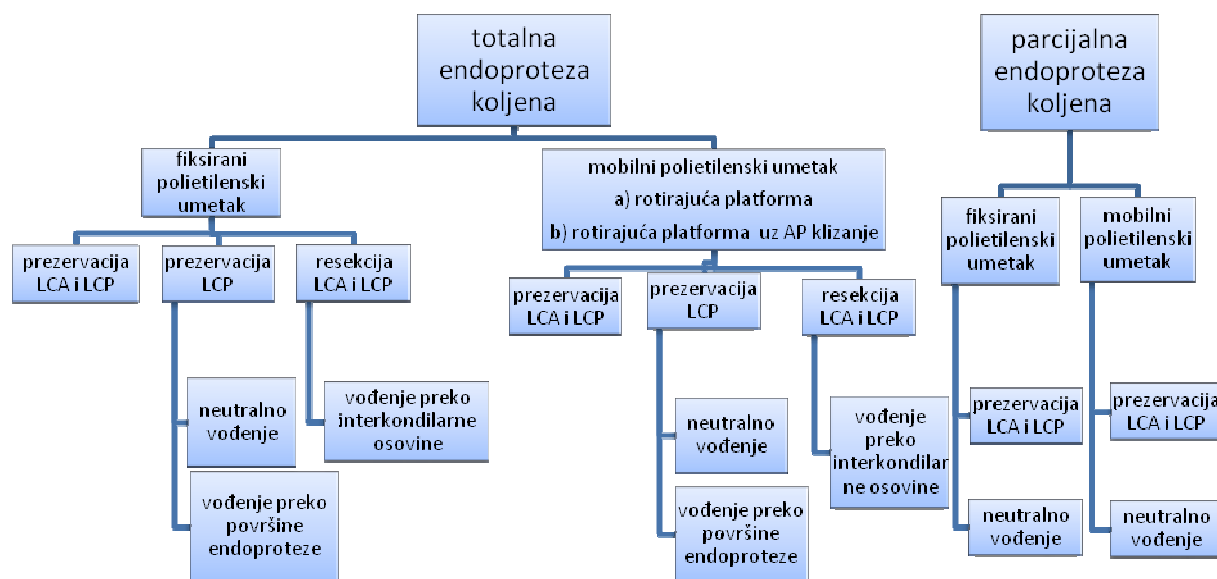 totalna
endoproteza
koljena
fiksirani
polietilenski
umetak
prezervacija
LCA i LCP
prezervacija
LCP
neutralno
vođenje
vođenje preko
površine
endoproteze
resekcija
LCA i LCP
vođenje preko
interkondilarne
osovine
mobilni polietilenski umetak
a) rotirajuća platforma
b) rotirajuća platforma uz AP klizanje
prezervacija
LCA i LCP
prezervacija
LCP
neutralno
vođenje
vođenje preko
površine
endoproteze
resekcija
LCA i LCP
vođenje
preko
interkondilar
ne osovine
parcijalna
endoproteza
koljena
fiksirani
polietilenski
umetak
prezervacija
LCA i LCP
neutralno
vođenje
mobilni
polietilenski
umetak
prezervacija
LCA i LCP
neutralno
vođenje